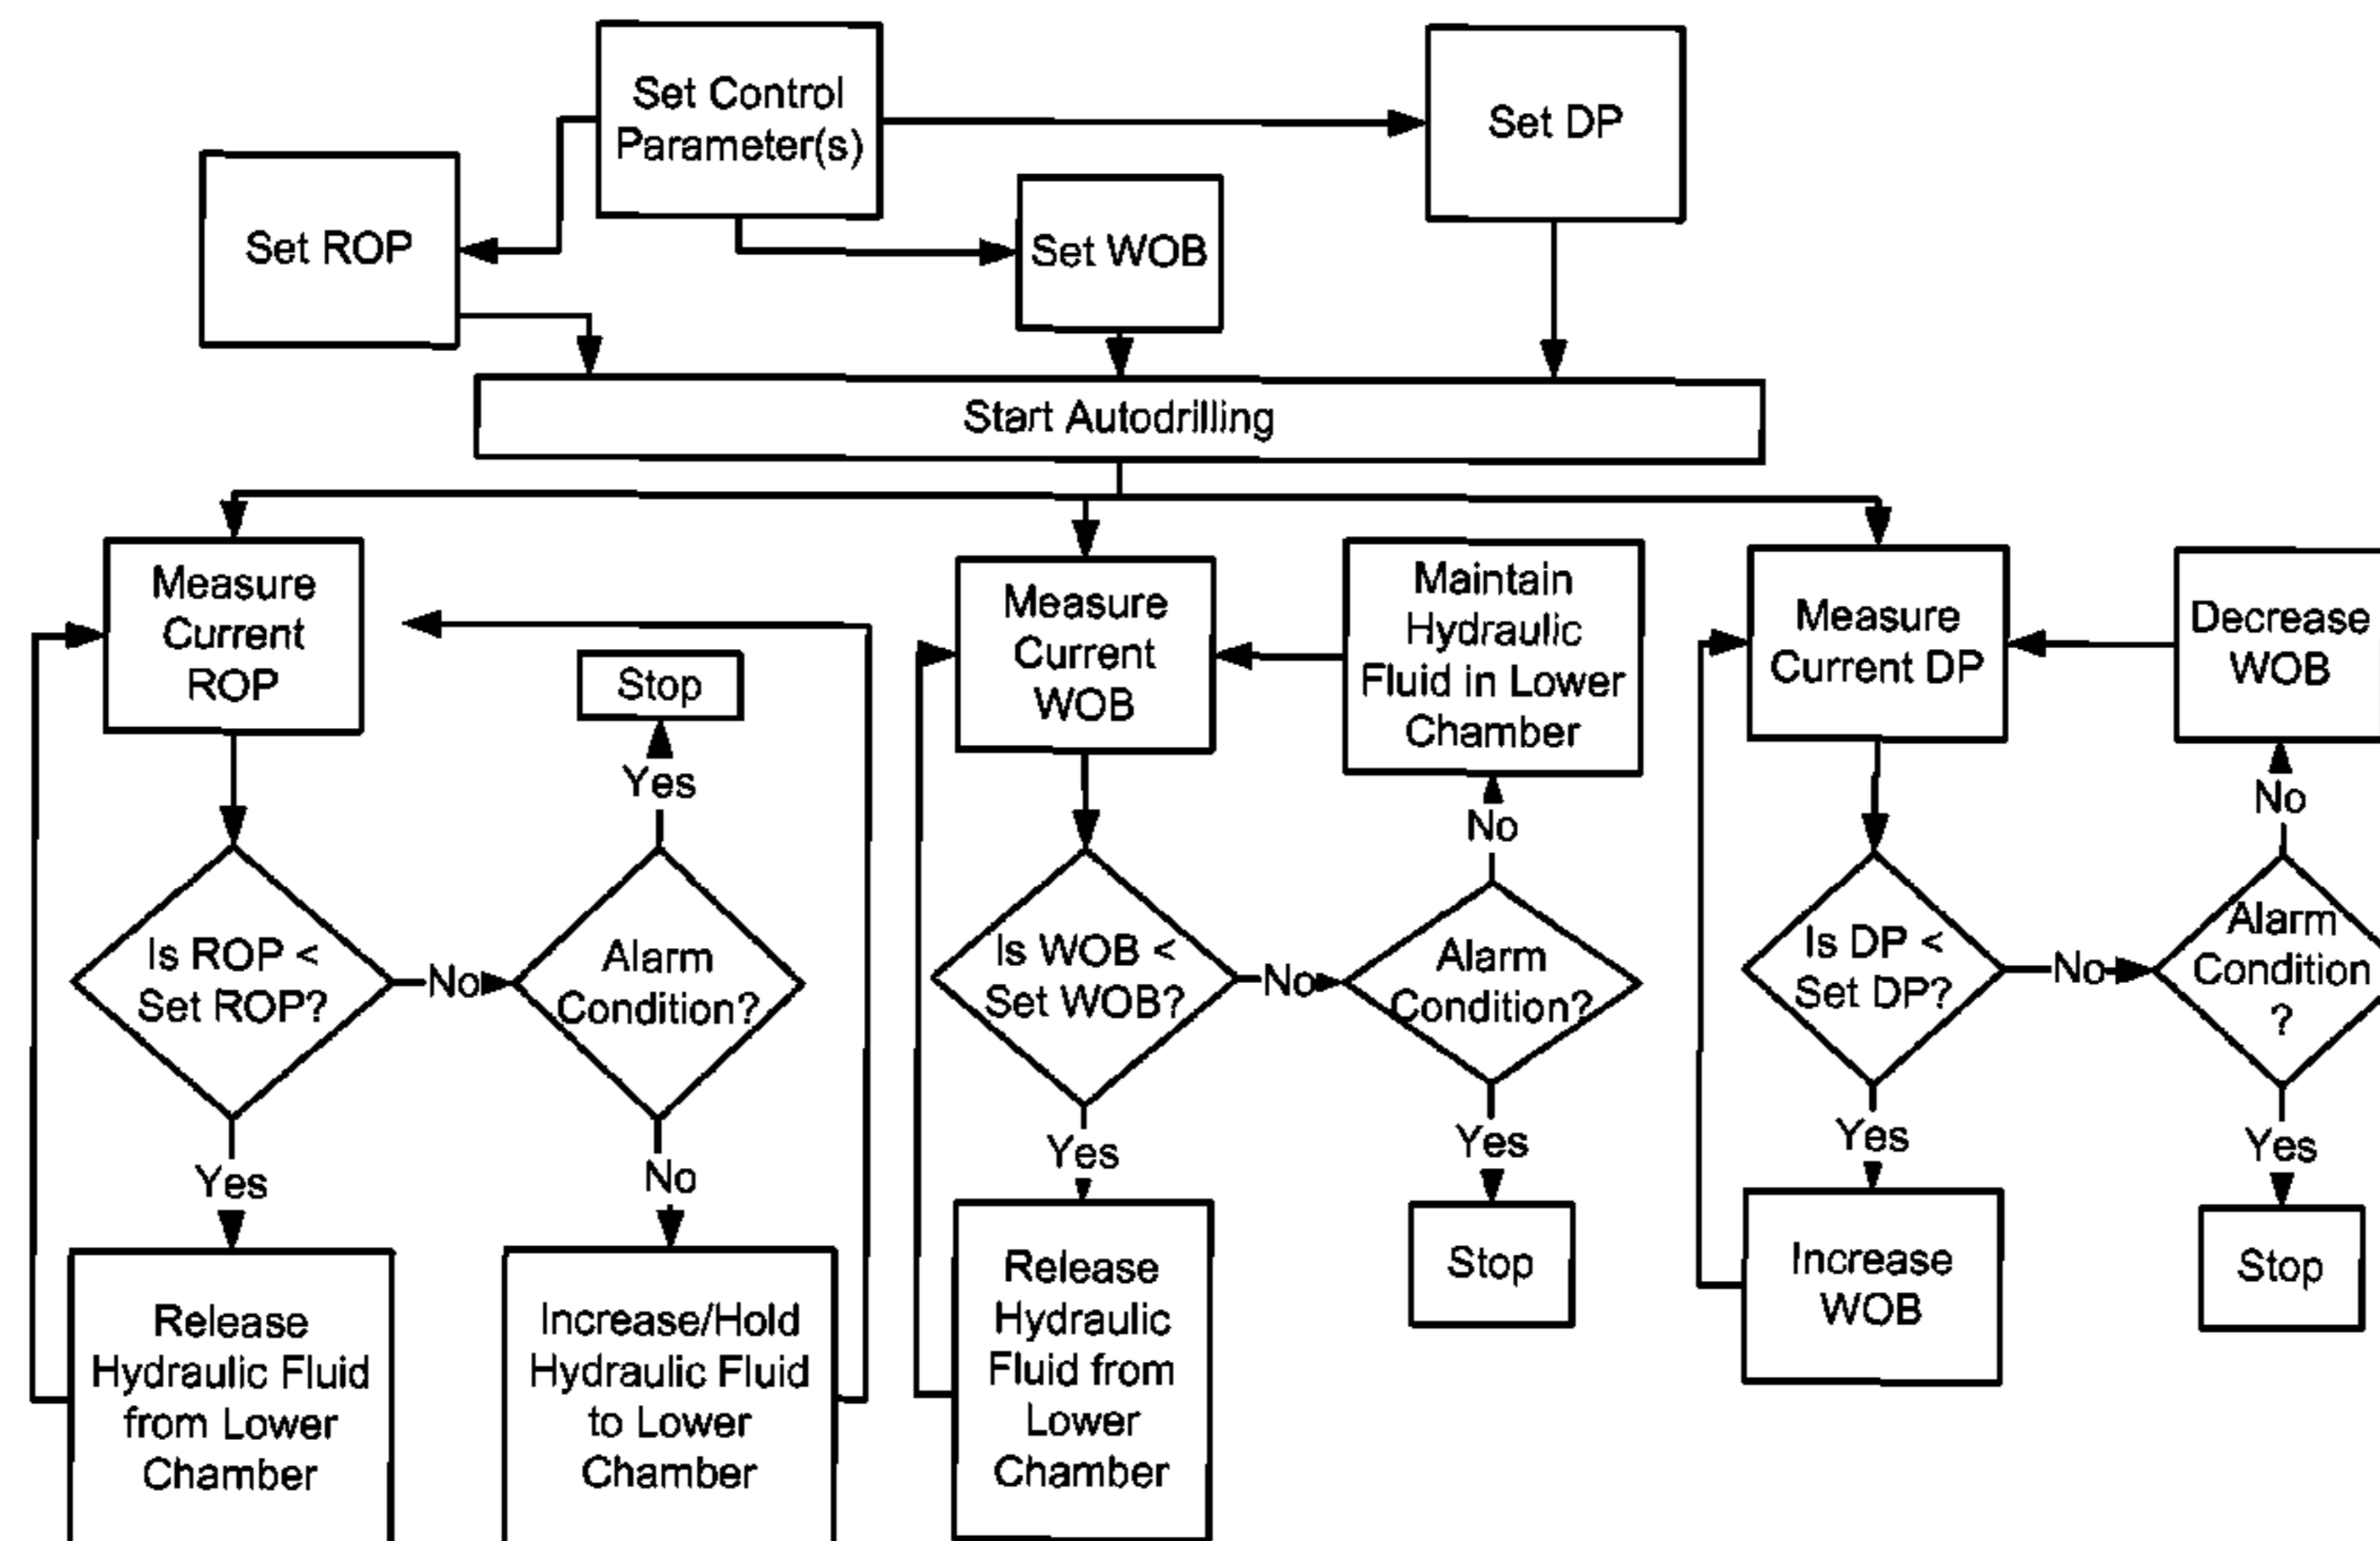 Set Control
Parameter(s)
Set DP
Set ROP
Set WOB
Start Autodrilling
Measure
Current
ROP
Stop
Yes
Is ROP <
Set ROP?
No
Alarm
Condition?
Yes
No
Release
Hydraulic Fluid
from Lower
Chamber
Increase/Hold
Hydraulic Fluid
to Lower
Chamber
Measure
Current
WOB
Maintain
Hydraulic
Fluid in Lower
Chamber
No
Is WOB <
Set WOB?
No
Alarm
Condition?
Yes
Yes
Release
Hydraulic
Fluid from
Lower
Chamber
Stop
Measure
Current DP
Decrease
WOB
No
Is DP <
Set DP?
No
Alarm
Condition
?
Yes
Yes
Increase
WOB
Stop